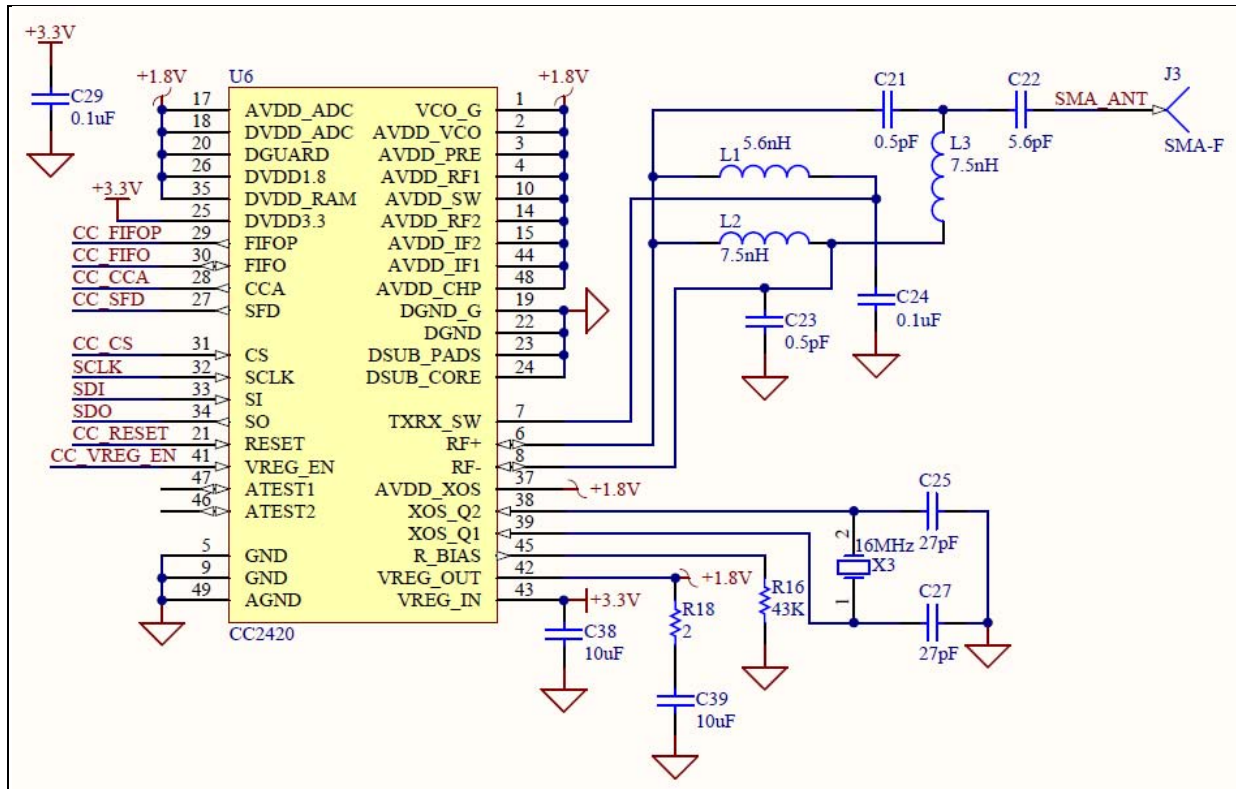 +3.3V
C29
0.1uF
+1.8V
U6
+1.8V
17 AVDD_ADC
18 DVDD_ADC
20 DGUARD
26 DVDD1.8
35 DVDD_RAM
+3.3V
25 DVDD3.3
CC_FIFOP 29 FIFOP
CC_FIFO 30 FIFO
CC_CCA 28 CCA
CC_SFD 27 SFD
CC_CS 31 CS
SCLK 32 SCLK
SDI 33 SI
SDO 34 SO
CC_RESET 21 RESET
CC_VREG_EN 41 VREG_EN
47 ATEST1
46 ATEST2
5 GND
9 GND
49 AGND
CC2420
VCO_G 1
AVDD_VCO 2
AVDD_PRE 3
AVDD_RF1 4
AVDD_SW 10
AVDD_RF2 14
AVDD_IF2 15
AVDD_IF1 44
AVDD_CHP 48
DGND_G 19
DGND 22
DSUB_PADS 23
DSUB_CORE 24
TXRX_SW 7
RF+ 6
RF- 8
AVDD_XOS 37
+1.8V
XOS_Q2 38
XOS_Q1 39
R_BIAS 45
VREG_OUT 42
+1.8V
VREG_IN 43
+3.3V
C38
10uF
R18
2
C39
10uF
R16
43K
C21
0.5pF
C22
5.6pF
SMA_ANT
J3
SMA-F
L1
5.6nH
L3
7.5nH
L2
7.5nH
C23
0.5pF
C24
0.1uF
C25
27pF
2
16MHz
X3
1
C27
27pF